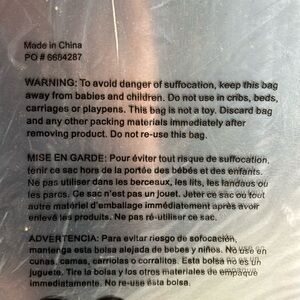 Made in China
PO # 6684287
WARNING: To avoid danger of suffocation, keep this bag
away from babies and children. Do not use in cribs, beds,
carriages or playpens. This bag is not a toy. Discard bag
and any other packing materials immediately after
removing product. Do not re-use this bag.
MISE EN GARDE: Pour éviter tout risque de suffocation,
tenir ce sac hors de la portée des bébés et des enfants.
Ne pas utiliser dans les berceaux, les lits, les landaus ou
les parcs. Ce sac n'est pas un jouet. Jeter ce sac ou tout
autre matériel d'emballage immédiatement après avoir
enlevé les produits. Ne pas ré-utiliser ce sac.
ADVERTENCIA: Para evitar riesgo de sofocación,
mantenga esta bolsa alejada de bebes y niños. No use en
cunas, camas, carriolas o corralitos. Esta bolsa no es un
juguete. Tire la bolsa y los otros materiales de empaque
immediatamente. No re-use esta bolsa.